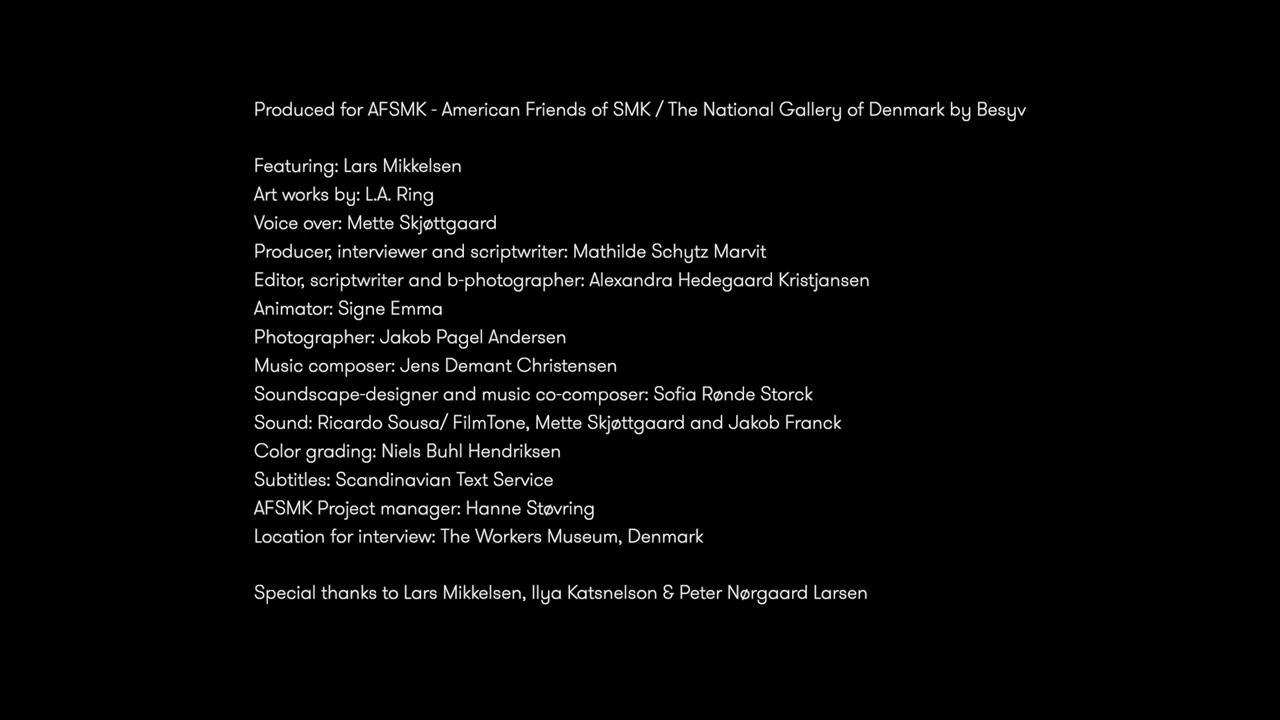 Produced for AFSMK - American Friends of SMK / The National Gallery of Denmark by Besyv
Featuring: Lars Mikkelsen
Art works by: L.A. Ring
Voice over: Mette Skjøttgaard
Producer, interviewer and scriptwriter: Mathilde Schytz Marvit
Editor, scriptwriter and b-photographer: Alexandra Hedegaard Kristjansen
Animator: Signe Emma
Photographer: Jakob Pagel Andersen
Music composer: Jens Demant Christensen
Soundscape-designer and music co-composer: Sofia Rønde Storck
Sound: Ricardo Sousa/ FilmTone, Mette Skjøttgaard and Jakob Franck
Color grading: Niels Buhl Hendriksen
Subtitles: Scandinavian Text Service
AFSMK Project manager: Hanne Støvring
Location for interview: The Workers Museum, Denmark
Special thanks to Lars Mikkelsen, Ilya Katsnelson & Peter Nørgaard Larsen